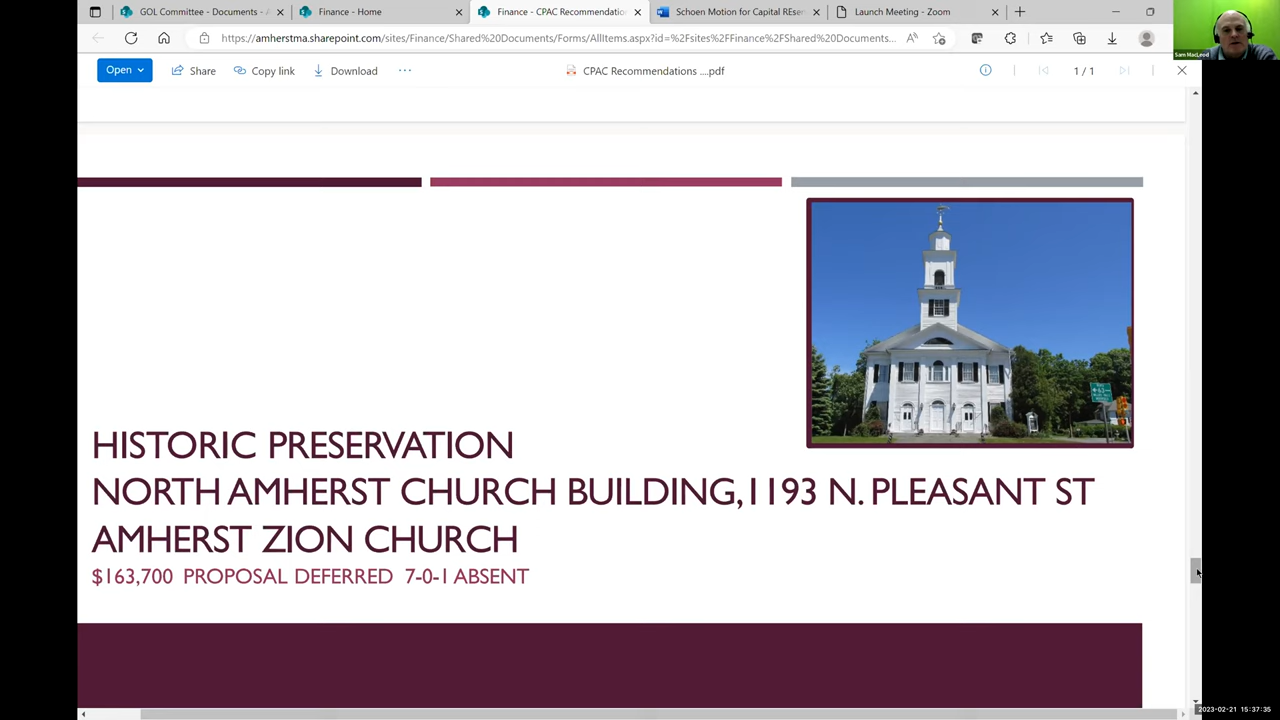 GOL Committee - Documents - A
Finance - Home
Finance - CPAC Recommendatio
Schoen Motion for Capital REser
Launch Meeting - Zoom
https://amherstma.sharepoint.com/sites/Finance/Shared%20Documents/Forms/AllItems.aspx?id=%2Fsites%2FFinance%2FShared%20Documents...
Open
Share
Copy link
Download
...
CPAC Recommendations ....pdf
1 / 1
Sam MacLeod
HISTORIC PRESERVATION
NORTH AMHERST CHURCH BUILDING, 1193 N. PLEASANT ST
AMHERST ZION CHURCH
$163,700 PROPOSAL DEFERRED 7-0-1 ABSENT
2023-02-21 15:37:35